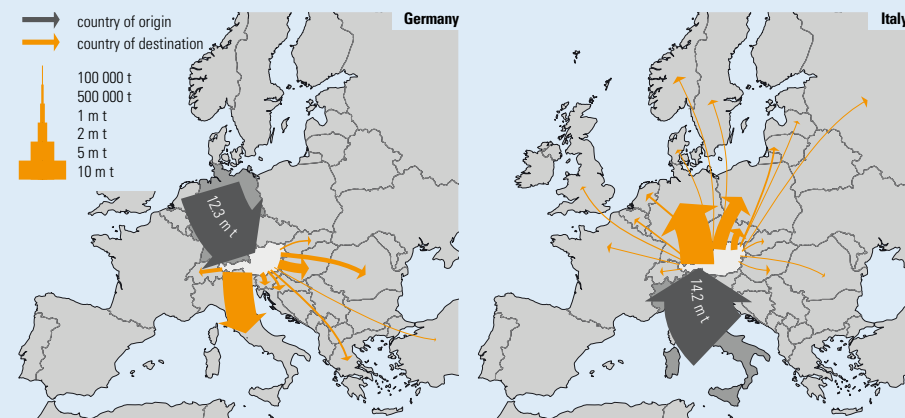 country of origin
country of destination
100 000 t
500 000 t
1 m t
2 m t
5 m t
10 m t
Germany
12.3 m t
Italy
14.2 m t